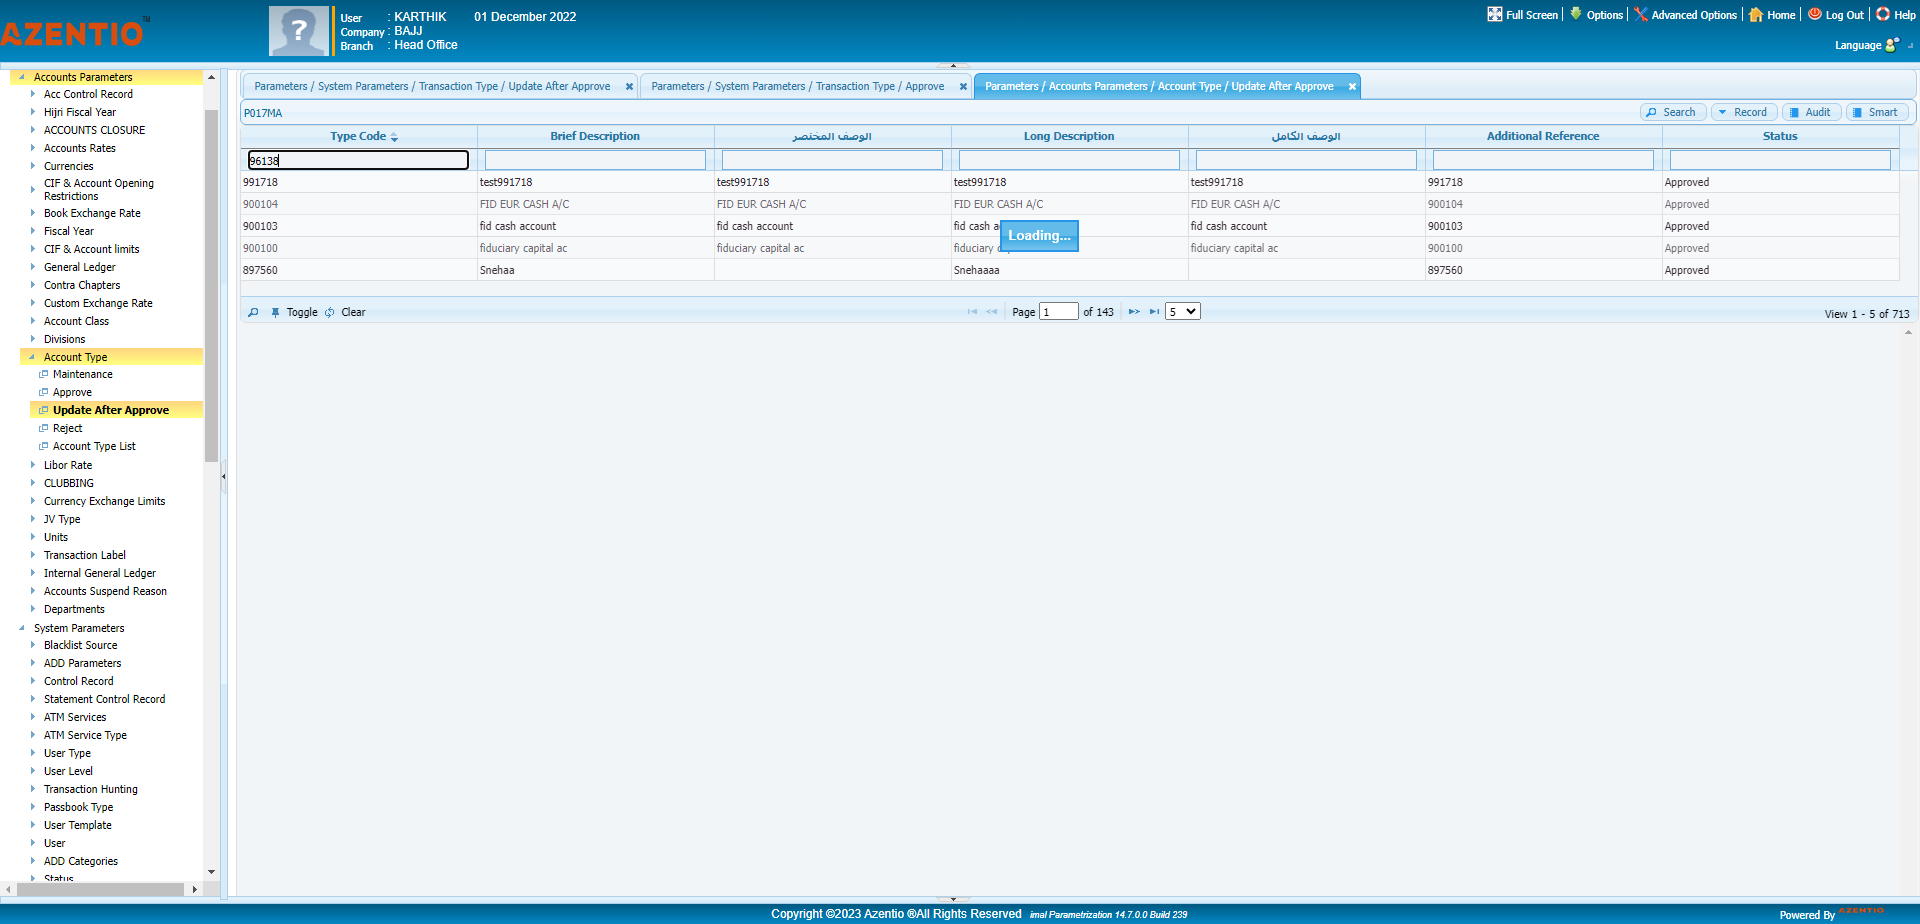 AZENTIO TM
User : KARTHIK 01 December 2022
Company : BAJJ
Branch : Head Office
Full Screen Options Advanced Options Home Log Out Help
Language
Accounts Parameters
Acc Control Record
Hijri Fiscal Year
ACCOUNTS CLOSURE
Accounts Rates
Currencies
CIF & Account Opening
Restrictions
Book Exchange Rate
Fiscal Year
CIF & Account limits
General Ledger
Contra Chapters
Custom Exchange Rate
Account Class
Divisions
Account Type
Maintenance
Approve
Update After Approve
Reject
Account Type List
Libor Rate
CLUBBING
Currency Exchange Limits
JV Type
Units
Transaction Label
Internal General Ledger
Accounts Suspend Reason
Departments
System Parameters
Blacklist Source
ADD Parameters
Control Record
Statement Control Record
ATM Services
ATM Service Type
User Type
User Level
Transaction Hunting
Passbook Type
User Template
User
ADD Categories
Status
Parameters / System Parameters / Transaction Type / Update After Approve
Parameters / System Parameters / Transaction Type / Approve
Parameters / Accounts Parameters / Account Type / Update After Approve
P017MA
Search Record Audit Smart
Type Code Brief Description الوصف المختصر Long Description الوصف الكامل Additional Reference Status
96138
991718 test991718 test991718 test991718 test991718 991718 Approved
900104 FID EUR CASH A/C FID EUR CASH A/C FID EUR CASH A/C FID EUR CASH A/C 900104 Approved
900103 fid cash account fid cash account fid cash a fid cash account 900103 Approved
Loading...
900100 fiduciary capital ac fiduciary capital ac fiduciary fiduciary capital ac 900100 Approved
897560 Snehaa Snehaaaa 897560 Approved
Toggle Clear
Page 1 of 143 5
View 1 - 5 of 713
Copyright ©2023 Azentio ®All Rights Reserved imal Parametrization 14.7.0.0 Build 239
Powered By AZENTIO